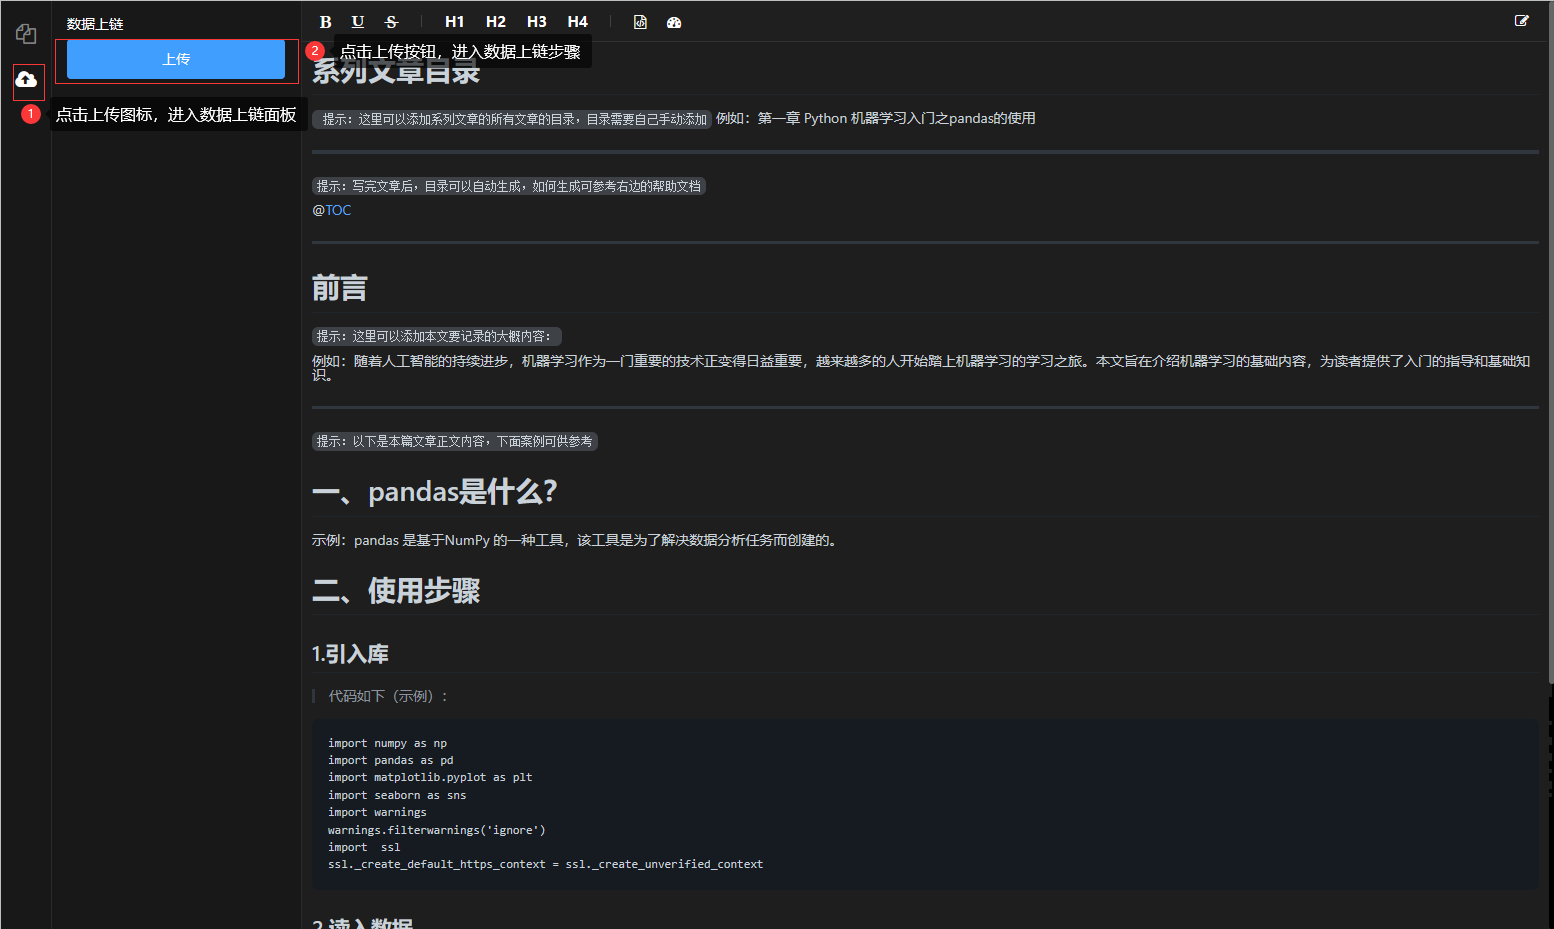 数据上链
上传
1
点击上传图标，进入数据上链面板
B U S H1 H2 H3 H4
2
点击上传按钮，进入数据上链步骤
系列文章目录
提示：这里可以添加系列文章的所有文章的目录，目录需要自己手动添加 例如：第一章 Python 机器学习入门之pandas的使用
提示：写完文章后，目录可以自动生成，如何生成可参考右边的帮助文档
@TOC
前言
提示：这里可以添加本文要记录的大概内容：
例如：随着人工智能的持续进步，机器学习作为一门重要的技术正变得日益重要，越来越多的人开始踏上机器学习的学习之旅。本文旨在介绍机器学习的基础内容，为读者提供了入门的指导和基础知
识。
提示：以下是本篇文章正文内容，下面案例可供参考
一、pandas是什么？
示例：pandas 是基于NumPy 的一种工具，该工具是为了解决数据分析任务而创建的。
二、使用步骤
1.引入库
代码如下（示例）：
import numpy as np
import pandas as pd
import matplotlib.pyplot as plt
import seaborn as sns
import warnings
warnings.filterwarnings('ignore')
import  ssl
ssl._create_default_https_context = ssl._create_unverified_context
2.读入数据